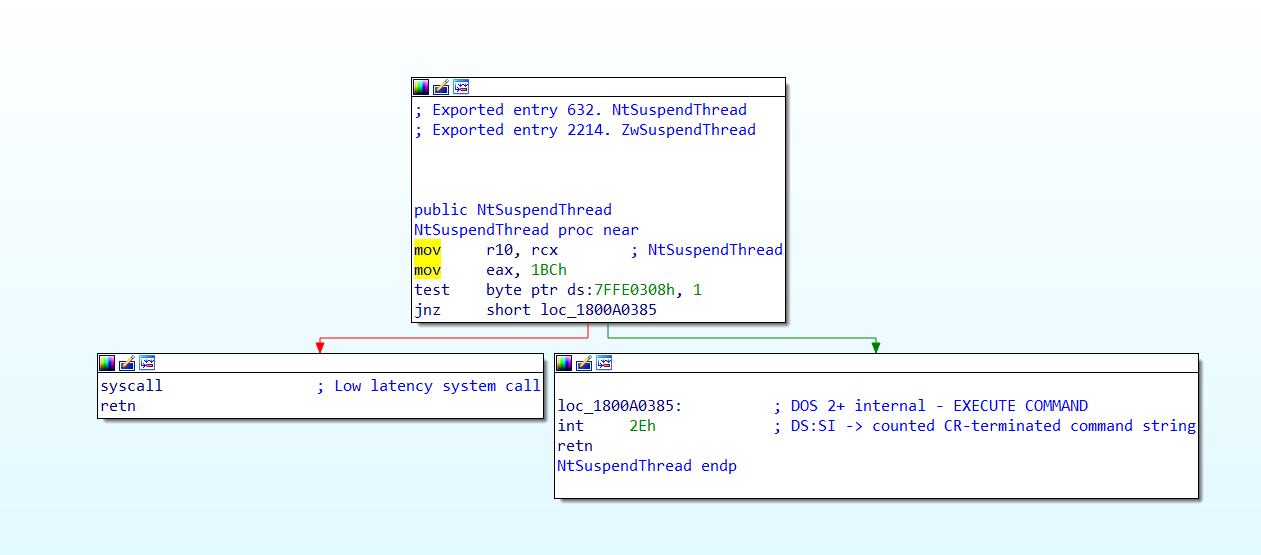 ; Exported entry 632. NtSuspendThread
; Exported entry 2214. ZwSuspendThread
public NtSuspendThread
NtSuspendThread proc near
mov r10, rcx ; NtSuspendThread
mov eax, 1BCh
test byte ptr ds:7FFE0308h, 1
jnz short loc_1800A0385
syscall ; Low latency system call
retn
loc_1800A0385: ; DOS 2+ internal - EXECUTE COMMAND
int 2Eh ; DS:SI -> counted CR-terminated command string
retn
NtSuspendThread endp